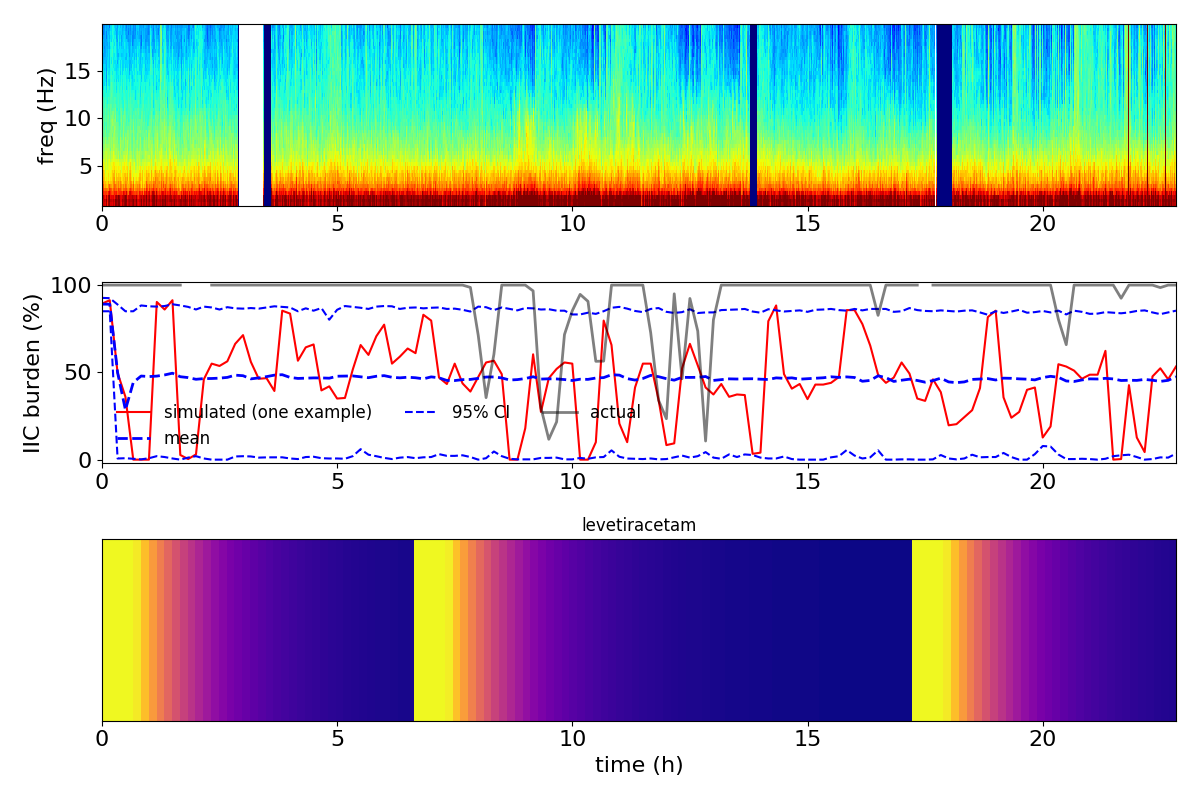 freq (Hz)
15
10
5
0 5 10 15 20
IIC burden (%)
100
50
0
simulated (one example) 95% CI actual
mean
0 5 10 15 20
levetiracetam
0 5 10 15 20
time (h)